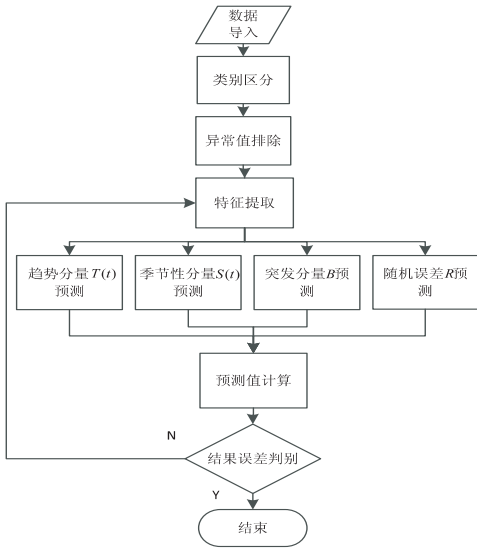 数据
导入
类别区分
异常值排除
特征提取
趋势分量T(t)
预测
季节性分量S(t)
预测
突发分量B预
测
随机误差R预
测
预测值计算
N
结果误差判别
Y
结束